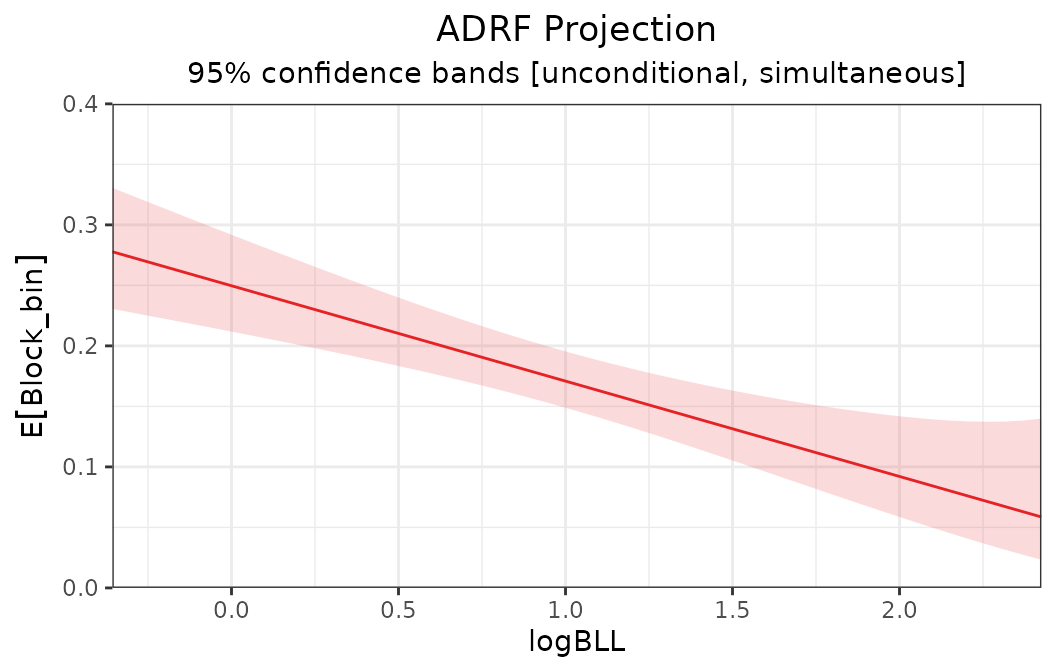 ADRF Projection
95% confidence bands [unconditional, simultaneous]
0.4
0.3
0.2
0.1
0.0
E[Block_bin]
0.0 0.5 1.0 1.5 2.0
logBLL